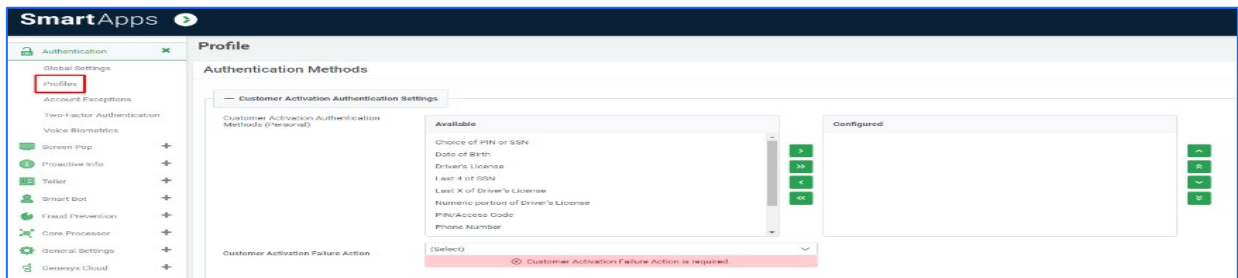 SmartApps
Authentication
Global Settings
Profiles
Account Exceptions
Two-Factor Authentication
Voice Biometrics
Screen Pop
Proactive Info
Teller
Smart Bot
Fraud Prevention
Core Processor
General Settings
Genesys Cloud
Profile
Authentication Methods
— Customer Activation Authentication Settings
Customer Activation Authentication
Methods (Personal)
Available
Choice of PIN or SSN
Date of Birth
Driver's License
Last 4 of SSN
Last X of Driver's License
Numeric portion of Driver's License
PIN/Access Code
Phone Number
Configured
Customer Activation Failure Action
(Select)
Customer Activation Failure Action is required.